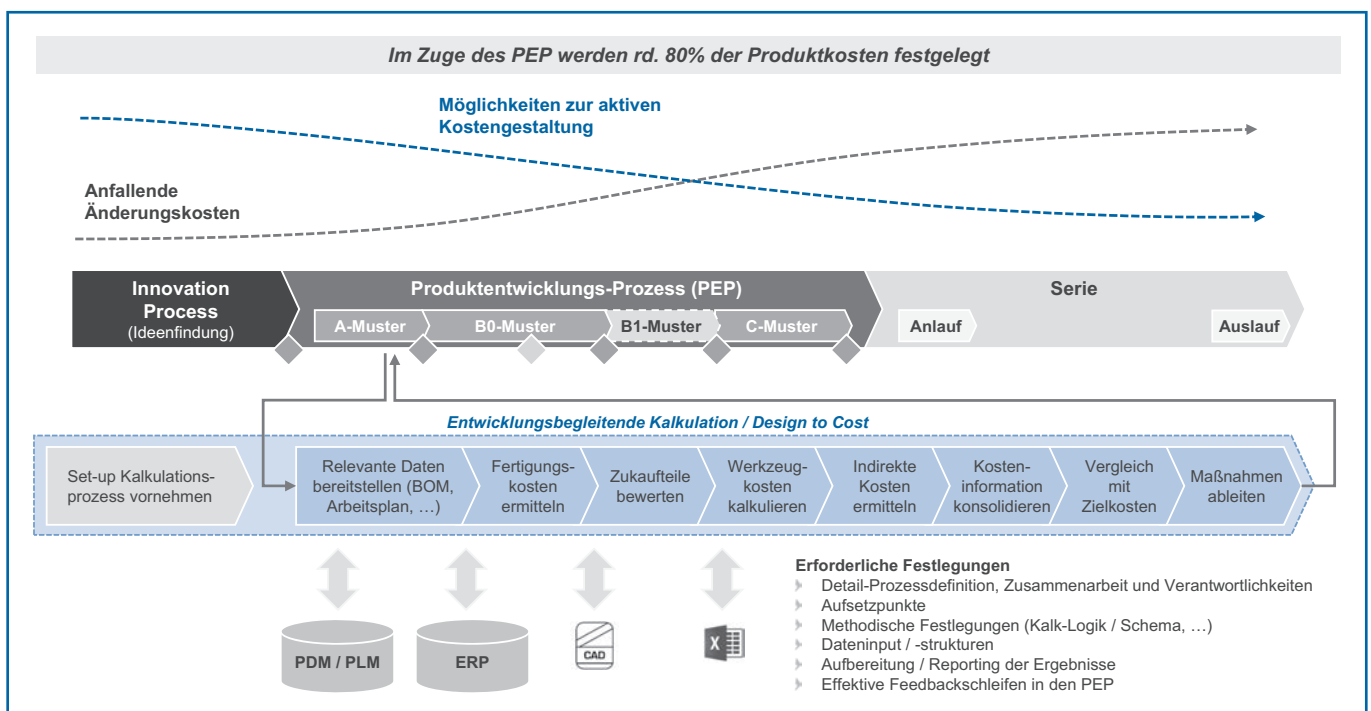 Im Zuge des PEP werden rd. 80% der Produktkosten festgelegt
Möglichkeiten zur aktiven
Kostengestaltung
Anfallende
Änderungskosten
Innovation
Process
(Ideenfindung)
Produktentwicklungs-Prozess (PEP)
A-Muster
B0-Muster
B1-Muster
C-Muster
Serie
Anlauf
Auslauf
Entwicklungsbegleitende Kalkulation / Design to Cost
Set-up Kalkulations-
prozess vornehmen
Relevante Daten
bereitstellen (BOM,
Arbeitsplan, …)
Fertigungs-
kosten
ermitteln
Zukaufteile
bewerten
Werkzeug-
kosten
kalkulieren
Indirekte
Kosten
ermitteln
Kosten-
information
konsolidieren
Vergleich
mit
Zielkosten
Maßnahmen
ableiten
PDM / PLM
ERP
CAD
X
Erforderliche Festlegungen
Detail-Prozessdefinition, Zusammenarbeit und Verantwortlichkeiten
Aufsetzpunkte
Methodische Festlegungen (Kalk-Logik / Schema, …)
Dateninput / -strukturen
Aufbereitung / Reporting der Ergebnisse
Effektive Feedbackschleifen in den PEP